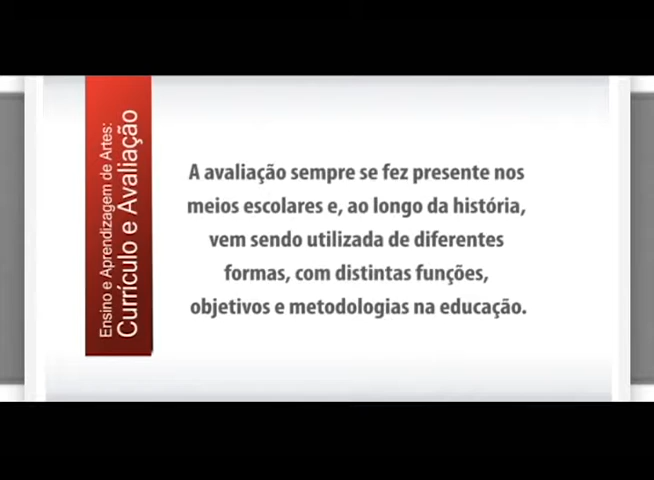 Ensino e Aprendizagem de Artes:
Currículo e Avaliação
A avaliação sempre se fez presente nos
meios escolares e, ao longo da história,
vem sendo utilizada de diferentes
formas, com distintas funções,
objetivos e metodologias na educação.